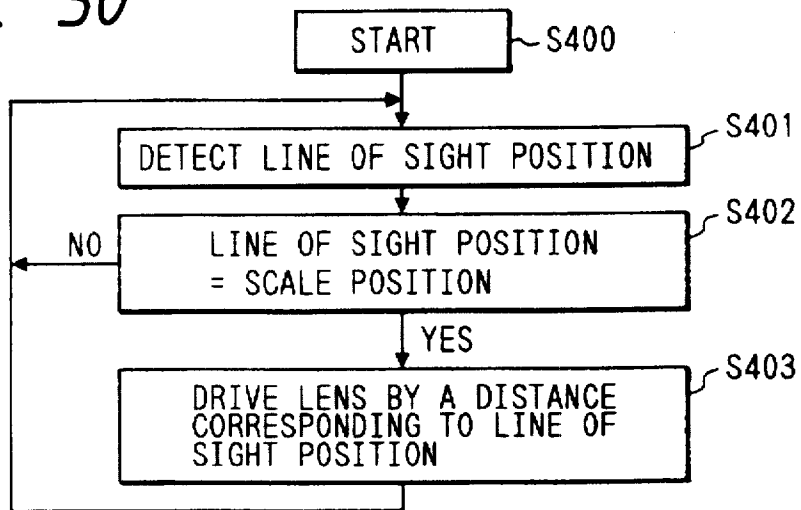 30
START
S400
S401
DETECT LINE OF SIGHT POSITION
S402
NO
LINE OF SIGHT POSITION
= SCALE POSITION
YES
S403
DRIVE LENS BY A DISTANCE
CORRESPONDING TO LINE OF
SIGHT POSITION